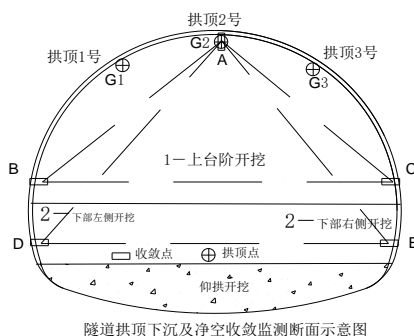 拱顶2号
拱顶1号
拱顶3号
G2
G1
A
G3
1-上台阶开挖
B
C
2-下部左侧开挖
2-下部右侧开挖
D
E
收敛点
拱顶点
仰拱开挖
隧道拱顶下沉及净空收敛监测断面示意图